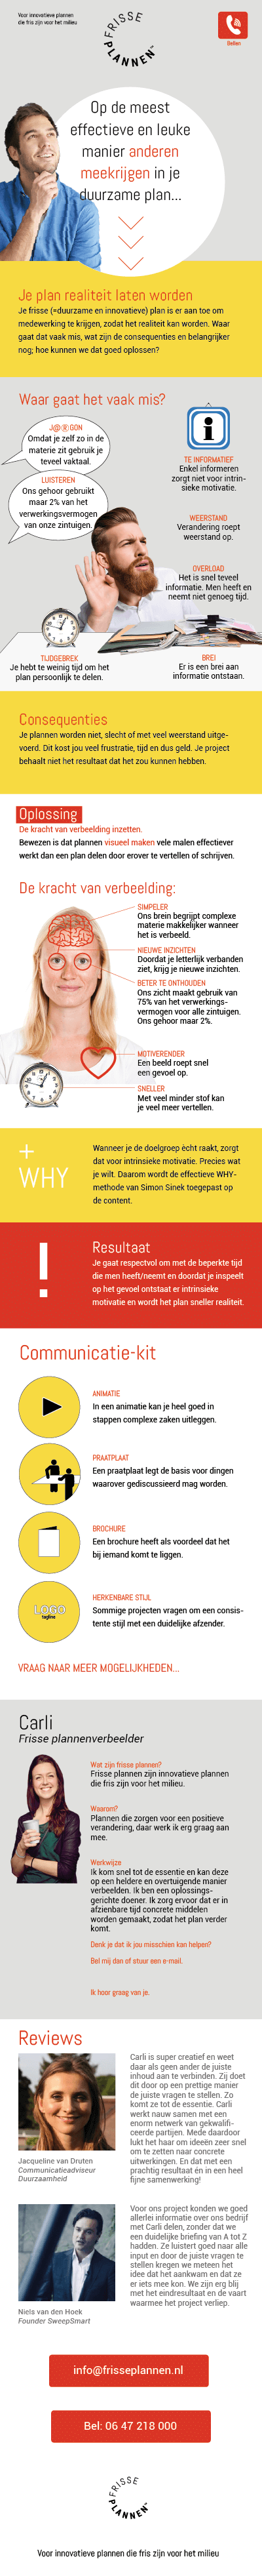 Voor innovatieve plannen
die fris zijn voor het milieu
FRISSE
PLANNEN™
Bellen
Op de meest
effectieve en leuke
manier anderen
meekrijgen in je
duurzame plan...
Je plan realiteit laten worden
Je frisse (=duurzame en innovatieve) plan is er aan toe om
medewerking te krijgen, zodat het realiteit kan worden. Waar
gaat dat vaak mis, wat zijn de consequenties en belangrijker
nog; hoe kunnen we dat goed oplossen?
Waar gaat het vaak mis?
J@®GON
Omdat je zelf zo in de
materie zit gebruik je
teveel vaktaal.
LUISTEREN
Ons gehoor gebruikt
maar 2% van het
verwerkingsvermogen
van onze zintuigen.
i
TE INFORMATIEF
Enkel informeren
zorgt niet voor intrin-
sieke motivatie.
WEERSTAND
Verandering roept
weerstand op.
OVERLOAD
Het is snel teveel
informatie. Men heeft en
neemt niet genoeg tijd.
TIJDGEBREK
Je hebt te weinig tijd om het
plan persoonlijk te delen.
BREI
Er is een brei aan
informatie ontstaan.
Consequenties
Je plannen worden niet, slecht of met veel weerstand uitge-
voerd. Dit kost jou veel frustratie, tijd en dus geld. Je project
behaalt niet het resultaat dat het zou kunnen hebben.
Oplossing
De kracht van verbeelding inzetten.
Bewezen is dat plannen visueel maken vele malen effectiever
werkt dan een plan delen door erover te vertellen of schrijven.
De kracht van verbeelding:
SIMPELER
Ons brein begrijpt complexe
materie makkelijker wanneer
het is verbeeld.
NIEUWE INZICHTEN
Doordat je letterlijk verbanden
ziet, krijg je nieuwe inzichten.
BETER TE ONTHOUDEN
Ons zicht maakt gebruik van
75% van het verwerkings-
vermogen voor alle zintuigen.
Ons gehoor maar 2%.
MOTIVERENDER
Een beeld roept snel
een gevoel op.
SNELLER
Met veel minder stof kan
je veel meer vertellen.
+
WHY
Wanneer je de doelgroep ècht raakt, zorgt
dat voor intrinsieke motivatie. Precies wat
je wilt. Daarom wordt de effectieve WHY-
methode van Simon Sinek toegepast op
de content.
!
Resultaat
Je gaat respectvol om met de beperkte tijd
die men heeft/neemt en doordat je inspeelt
op het gevoel ontstaat er intrinsieke
motivatie en wordt het plan sneller realiteit.
Communicatie-kit
ANIMATIE
In een animatie kan je heel goed in
stappen complexe zaken uitleggen.
PRAATPLAAT
Een praatplaat legt de basis voor dingen
waarover gediscussieerd mag worden.
BROCHURE
Een brochure heeft als voordeel dat het
bij iemand komt te liggen.
LOGO
tagline
HERKENBARE STIJL
Sommige projecten vragen om een consis-
tente stijl met een duidelijke afzender.
VRAAG NAAR MEER MOGELIJKHEDEN...
Carli
Frisse plannenverbeelder
Wat zijn frisse plannen?
Frisse plannen zijn innovatieve plannen
die fris zijn voor het milieu.
Waarom?
Plannen die zorgen voor een positieve
verandering, daar werk ik erg graag aan
mee.
Werkwijze
Ik kom snel tot de essentie en kan deze
op een heldere en overtuigende manier
verbeelden. Ik ben een oplossings-
gerichte doener. Ik zorg ervoor dat er in
afzienbare tijd concrete middelen
worden gemaakt, zodat het plan verder
komt.
Denk je dat ik jou misschien kan helpen?
Bel mij dan of stuur een e-mail.
Ik hoor graag van je.
Reviews
Carli is super creatief en weet
daar als geen ander de juiste
inhoud aan te verbinden. Zij doet
dit door op een prettige manier
de juiste vragen te stellen. Zo
komt ze tot de essentie. Carli
werkt nauw samen met een
enorm netwerk van gekwalifi-
ceerde partijen. Mede daardoor
lukt het haar om ideeën zeer snel
om te zetten naar concrete
uitwerkingen. En dat met een
prachtig resultaat én in een heel
fijne samenwerking!
Jacqueline van Druten
Communicatieadviseur
Duurzaamheid
Voor ons project konden we goed
allerlei informatie over ons bedrijf
met Carli delen, zonder dat we
een duidelijke briefing van A tot Z
hadden. Ze luistert goed naar alle
input en door de juiste vragen te
stellen kregen we meteen het
idee dat het aankwam en dat ze
er iets mee kon. We zijn erg blij
met het eindresultaat en de vaart
waarmee het project verliep.
Niels van den Hoek
Founder SweepSmart
info@frisseplannen.nl
Bel: 06 47 218 000
FRISSE
PLANNEN™
Voor innovatieve plannen die fris zijn voor het milieu